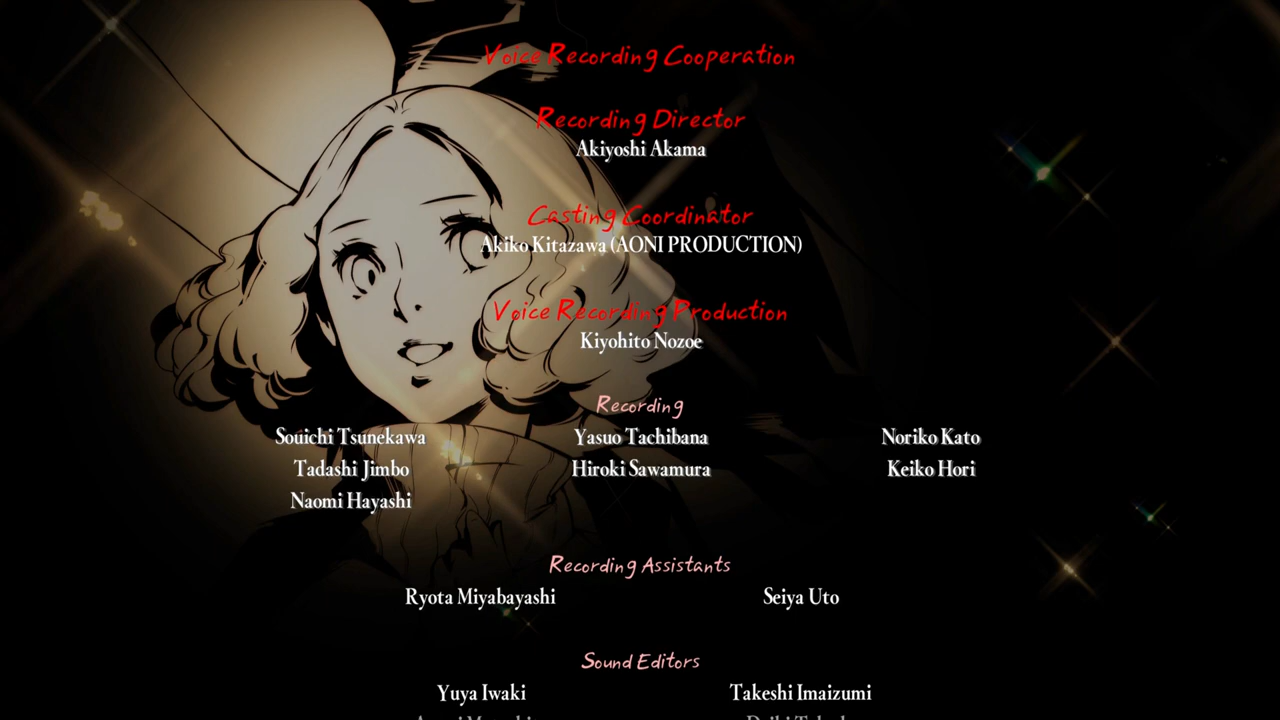 Voice Recording Cooperation
Recording Director
Akiyoshi Akama
Casting Coordinator
Akiko Kitazawa (AONI PRODUCTION)
Voice Recording Production
Kiyohito Nozoe
Recording
Souichi Tsunekawa Yasuo Tachibana Noriko Kato
Tadashi Jimbo Hiroki Sawamura Keiko Hori
Naomi Hayashi
Recording Assistants
Ryota Miyabayashi Seiya Uto
Sound Editors
Yuya Iwaki Takeshi Imaizumi